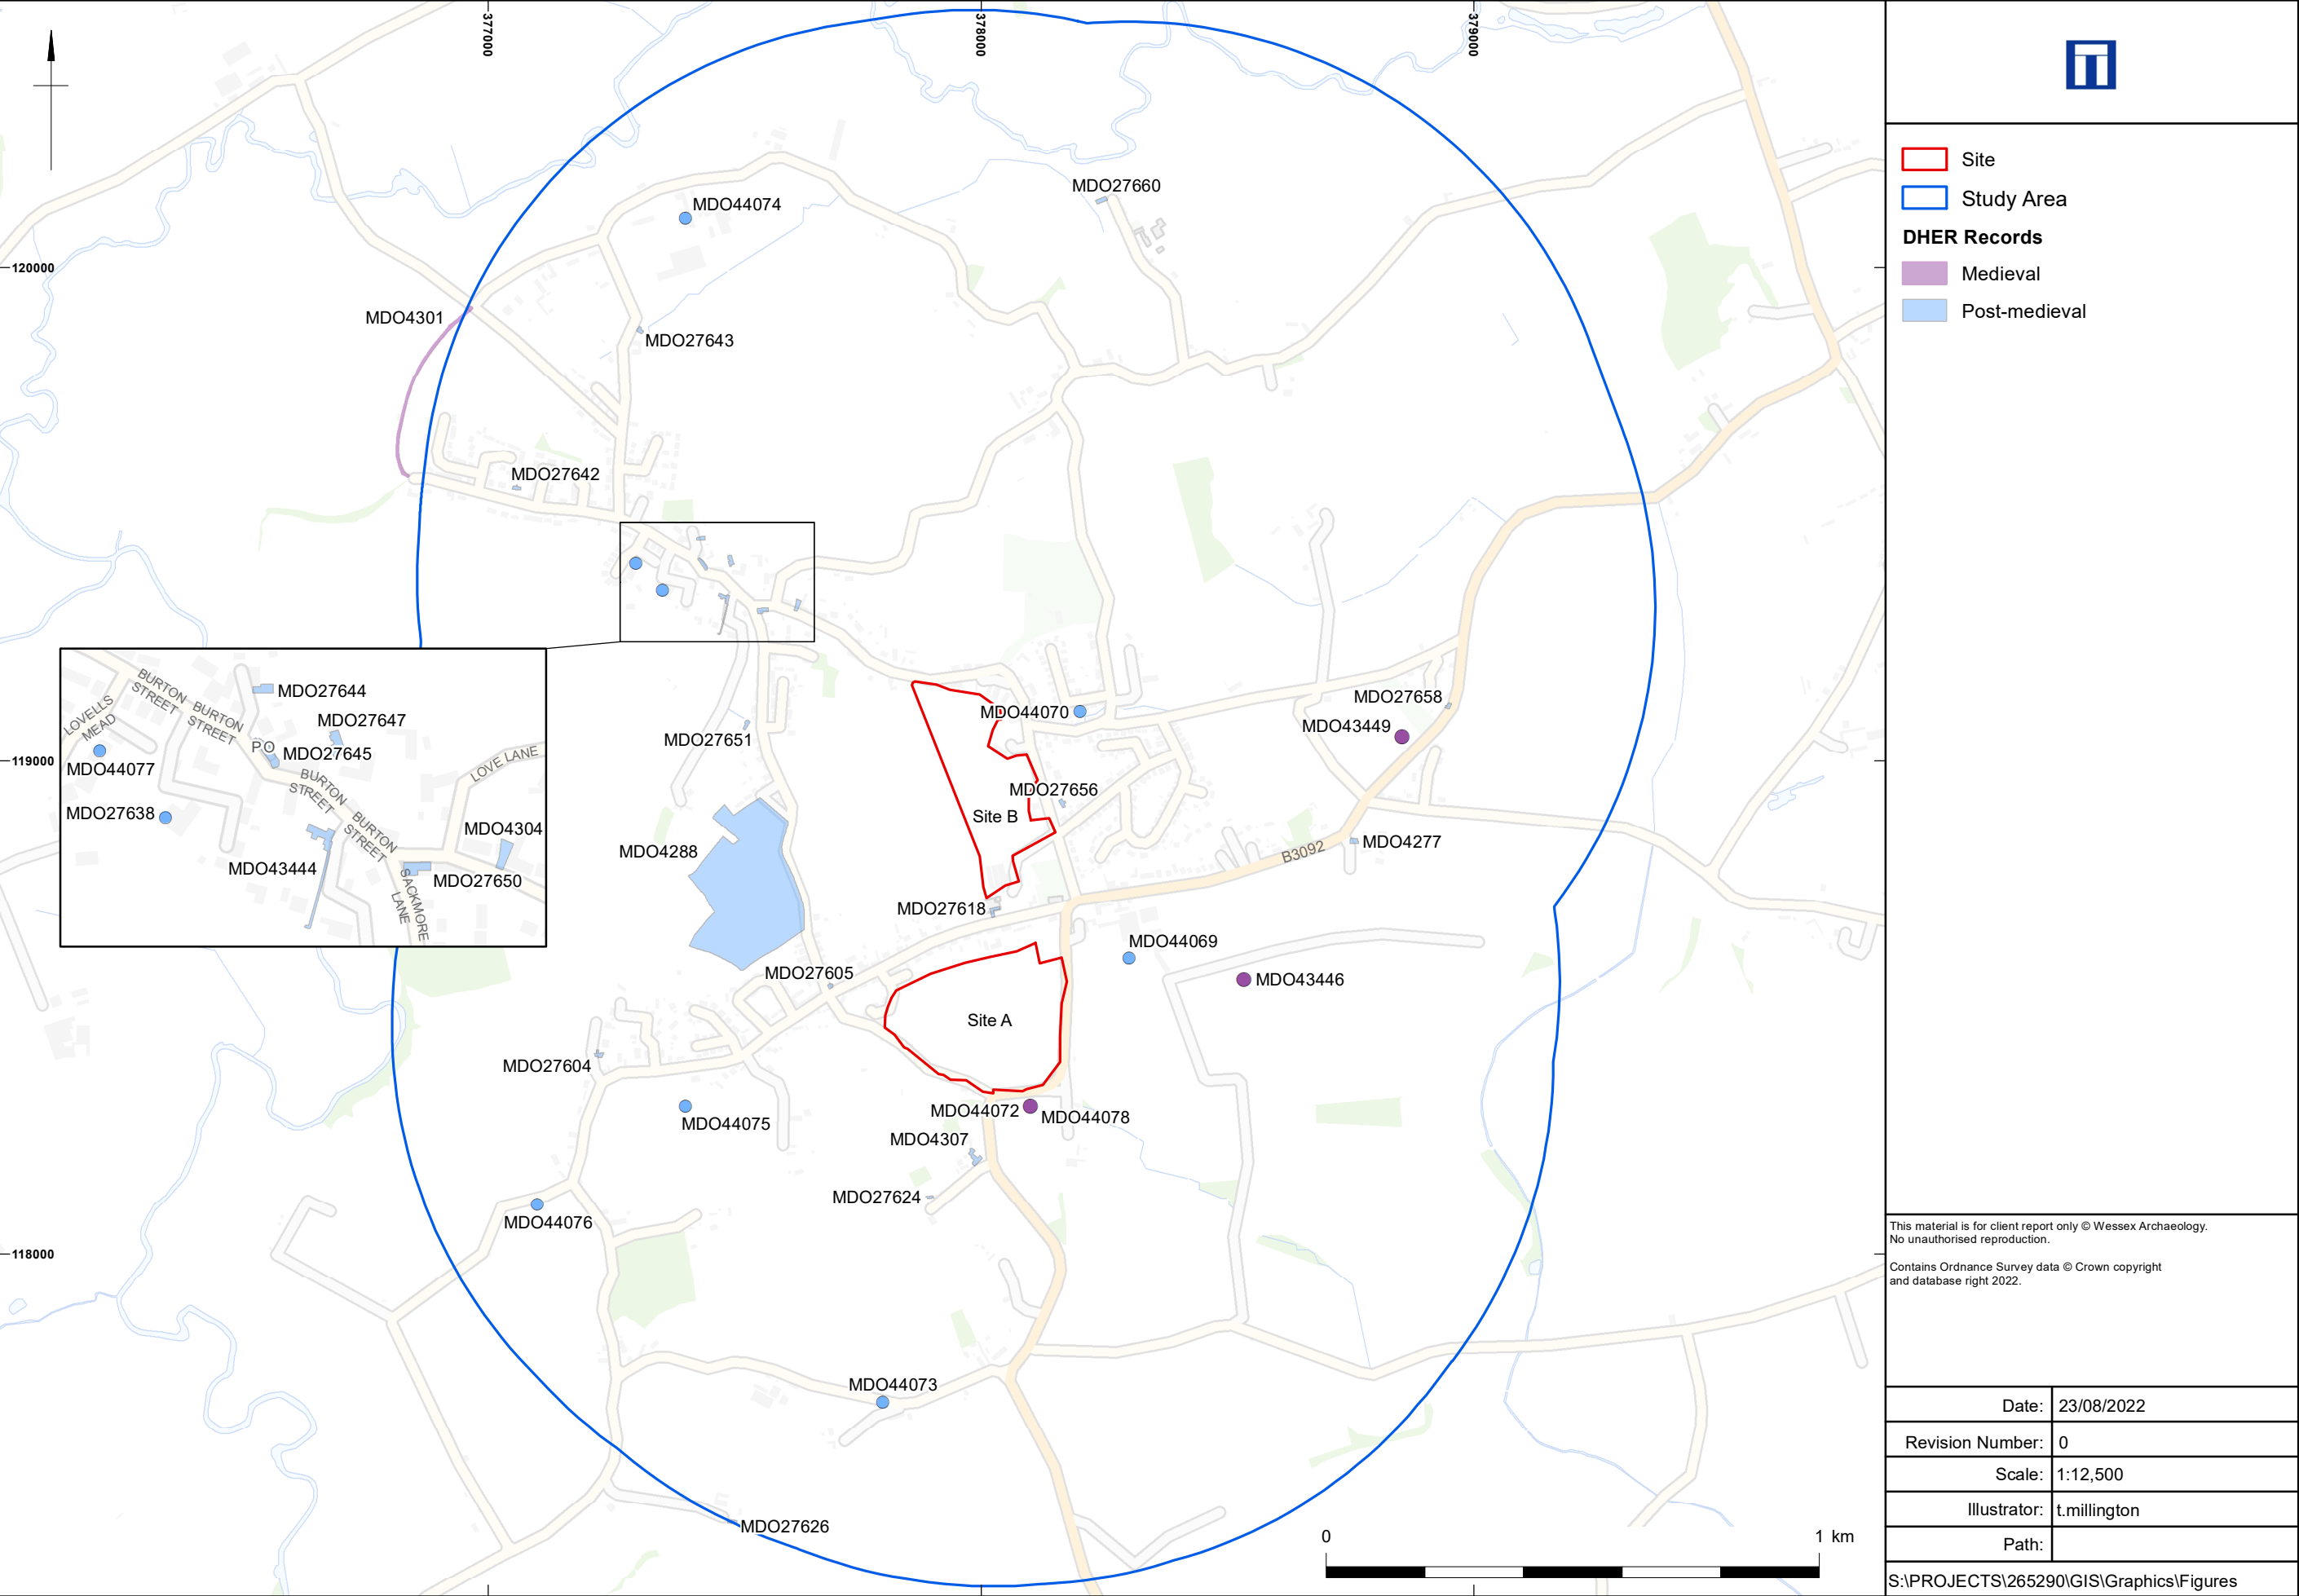 377000
378000
379000
120000
119000
118000
MDO44074
MDO27660
MDO4301
MDO27643
MDO27642
MDO44070
MDO27658
MDO43449
MDO27651
MDO27656
Site B
MDO4288
MDO4277
B3092
MDO27618
MDO44069
MDO27605
MDO43446
Site A
MDO27604
MDO44075
MDO44072
MDO44078
MDO4307
MDO27624
MDO44076
MDO44073
MDO27626
BURTON
STREET
BURTON
STREET
LOVELLS
MEAD
MDO27644
MDO27647
PO
MDO27645
MDO44077
LOVE LANE
BURTON
STREET
MDO27638
BURTON
STREET
MDO4304
MDO43444
MDO27650
SACKMORE
LANE
0
1 km
Site
Study Area
DHER Records
Medieval
Post-medieval
This material is for client report only © Wessex Archaeology.
No unauthorised reproduction.
Contains Ordnance Survey data © Crown copyright
and database right 2022.
Date: 23/08/2022
Revision Number: 0
Scale: 1:12,500
Illustrator: t.millington
Path:
S:\PROJECTS\265290\GIS\Graphics\Figures